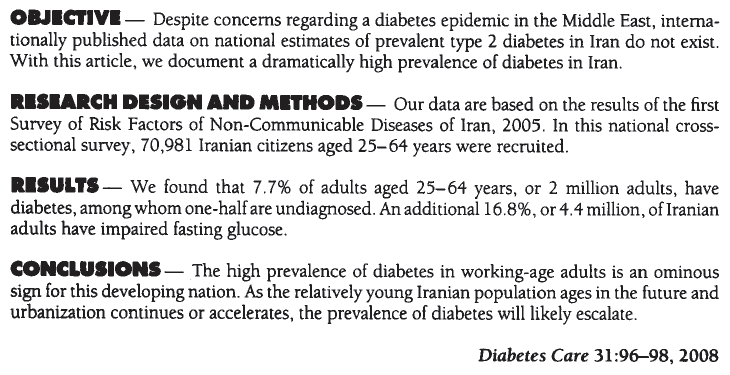 OBJECTIVE — Despite concerns regarding a diabetes epidemic in the Middle East, interna-
tionally published data on national estimates of prevalent type 2 diabetes in Iran do not exist.
With this article, we document a dramatically high prevalence of diabetes in Iran.
RESEARCH DESIGN AND METHODS — Our data are based on the results of the first
Survey of Risk Factors of Non-Communicable Diseases of Iran, 2005. In this national cross-
sectional survey, 70,981 Iranian citizens aged 25–64 years were recruited.
RESULTS — We found that 7.7% of adults aged 25–64 years, or 2 million adults, have
diabetes, among whom one-half are undiagnosed. An additional 16.8%, or 4.4 million, of Iranian
adults have impaired fasting glucose.
CONCLUSIONS — The high prevalence of diabetes in working-age adults is an ominous
sign for this developing nation. As the relatively young Iranian population ages in the future and
urbanization continues or accelerates, the prevalence of diabetes will likely escalate.
Diabetes Care 31:96–98, 2008